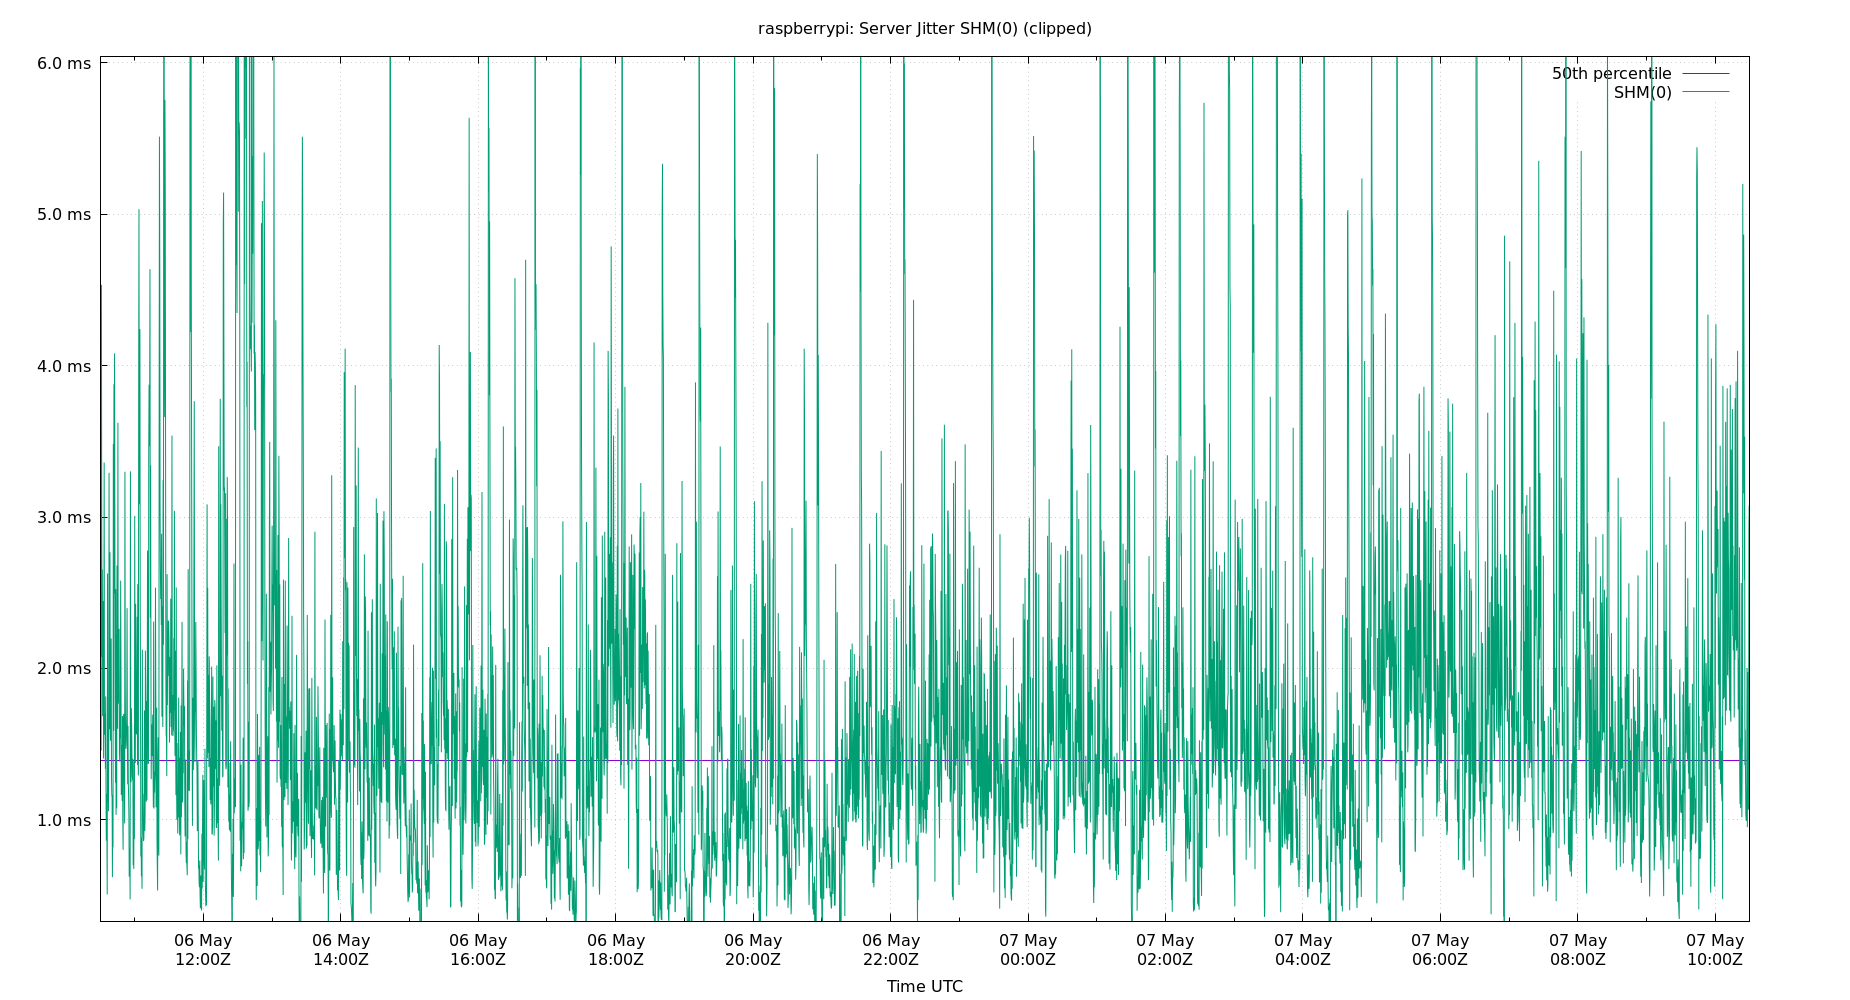 raspberrypi: Server Jitter SHM(0) (clipped)
50th percentile
SHM(0)
6.0 ms
5.0 ms
4.0 ms
3.0 ms
2.0 ms
1.0 ms
06 May 06 May 06 May 06 May 06 May 06 May 07 May 07 May 07 May 07 May 07 May 07 May
12:00Z 14:00Z 16:00Z 18:00Z 20:00Z 22:00Z 00:00Z 02:00Z 04:00Z 06:00Z 08:00Z 10:00Z
Time UTC